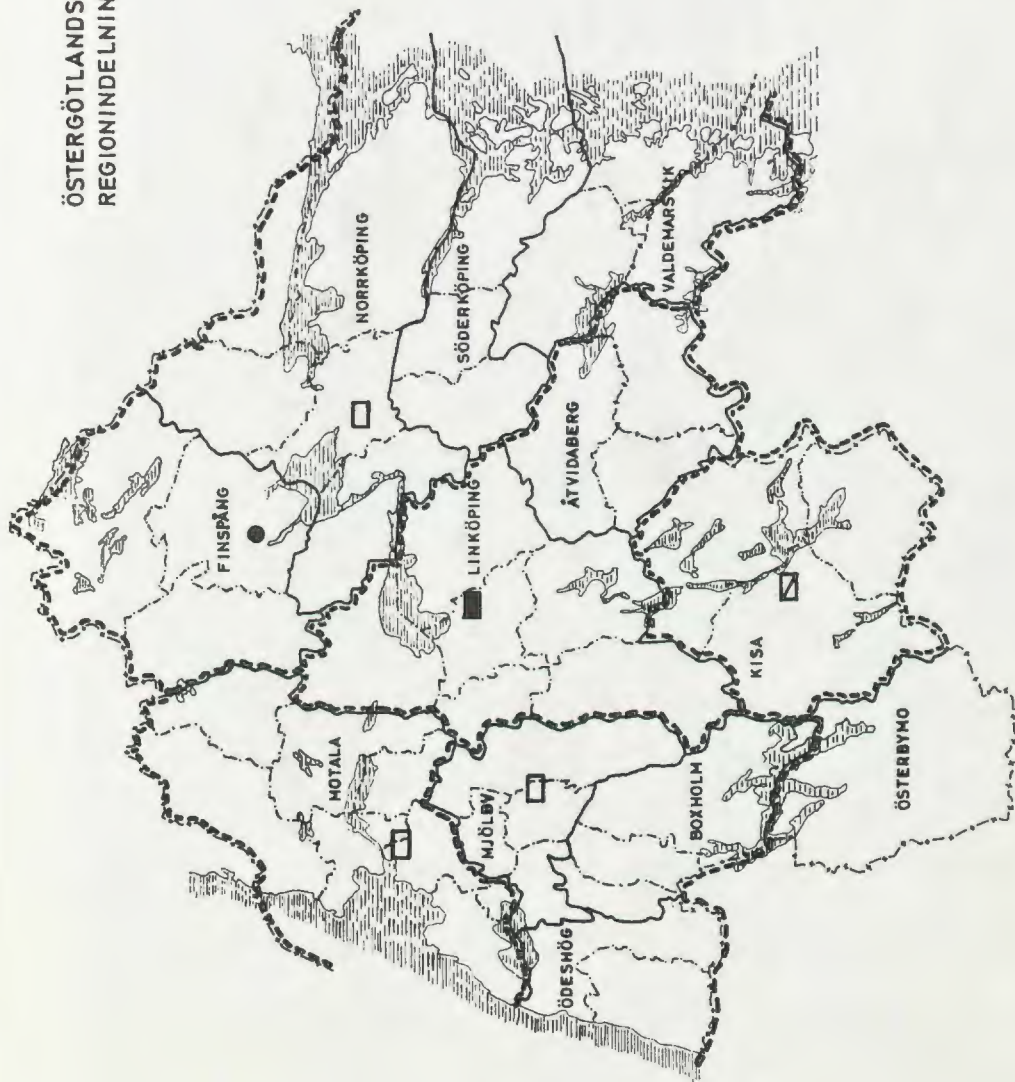 ÖSTERGÖTLANDS
REGIONINDELNIN
FINSPÅNG
NORRKÖPING
SÖDERKÖPING
VALDEMARSVIK
MOTALA
LINKÖPING
ÅTVIDABERG
MJÖLBY
ÖDESHÖG
BOXHOLM
KISA
ÖSTERBYMO